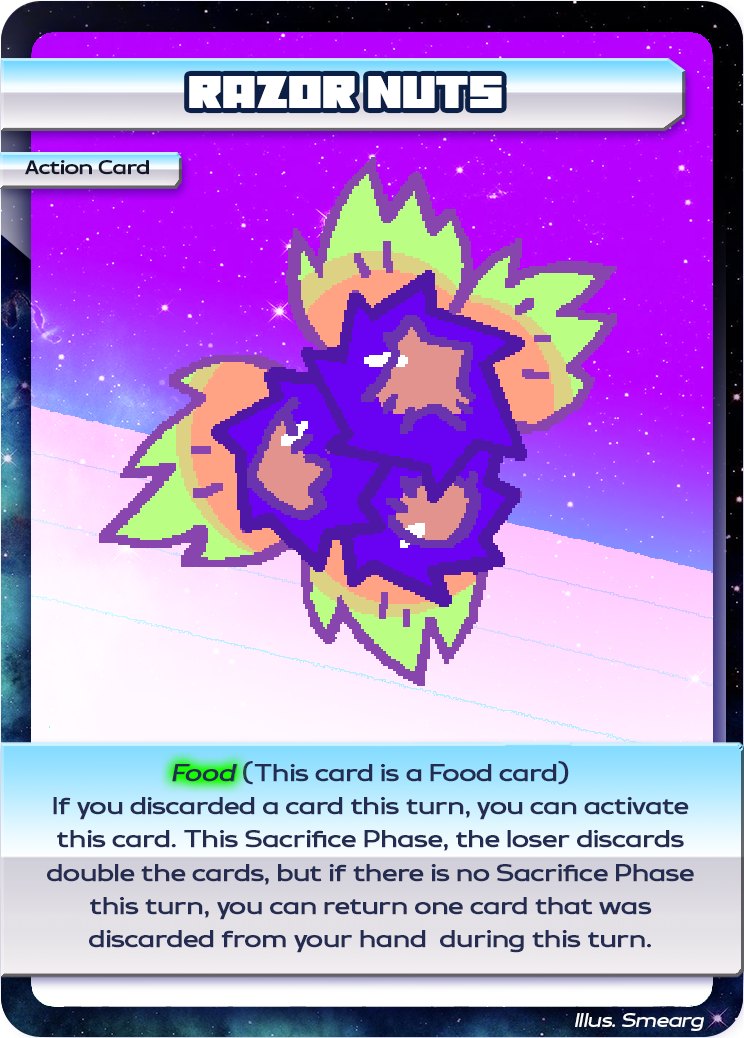 RAZOR NUTS
Action Card
Food (This card is a Food card)
If you discarded a card this turn, you can activate
this card. This Sacrifice Phase, the loser discards
double the cards, but if there is no Sacrifice Phase
this turn, you can return one card that was
discarded from your hand  during this turn.
Illus. Smearg